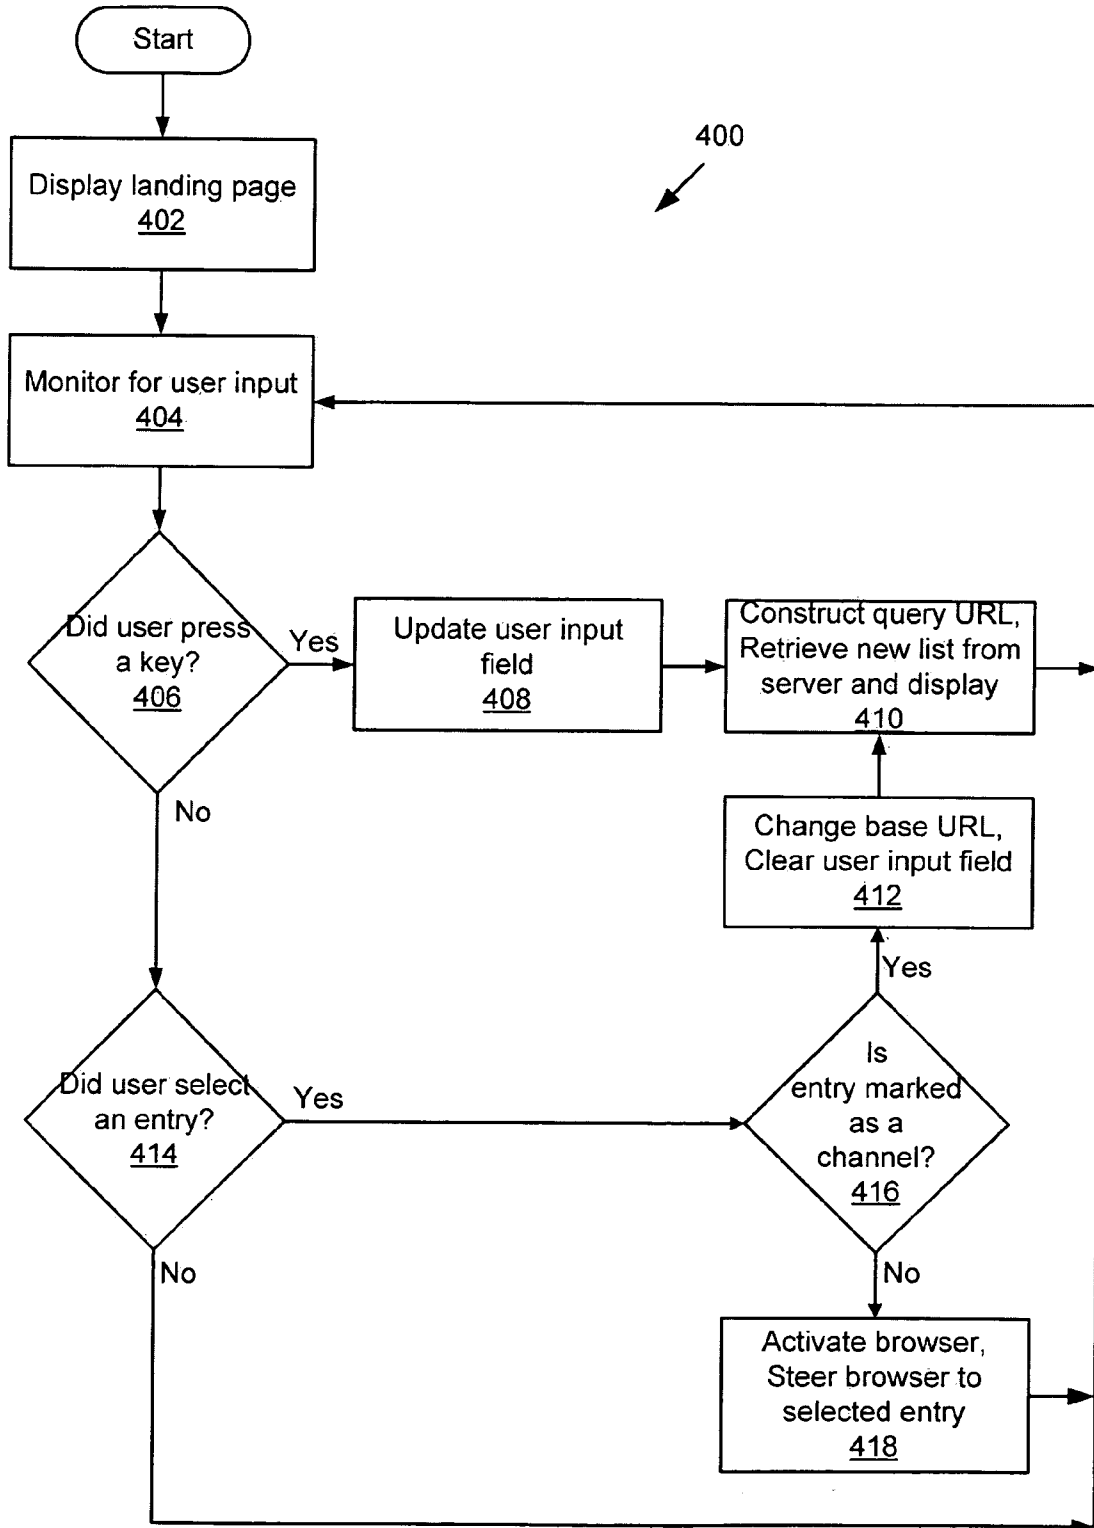 Start
400
Display landing page
402
Monitor for user input
404
Did user press
a key?
406
Yes
Update user input
field
408
Construct query URL,
Retrieve new list from
server and display
410
No
Change base URL,
Clear user input field
412
Yes
Did user select
an entry?
414
Yes
Is
entry marked
as a
channel?
416
No
No
Activate browser,
Steer browser to
selected entry
418